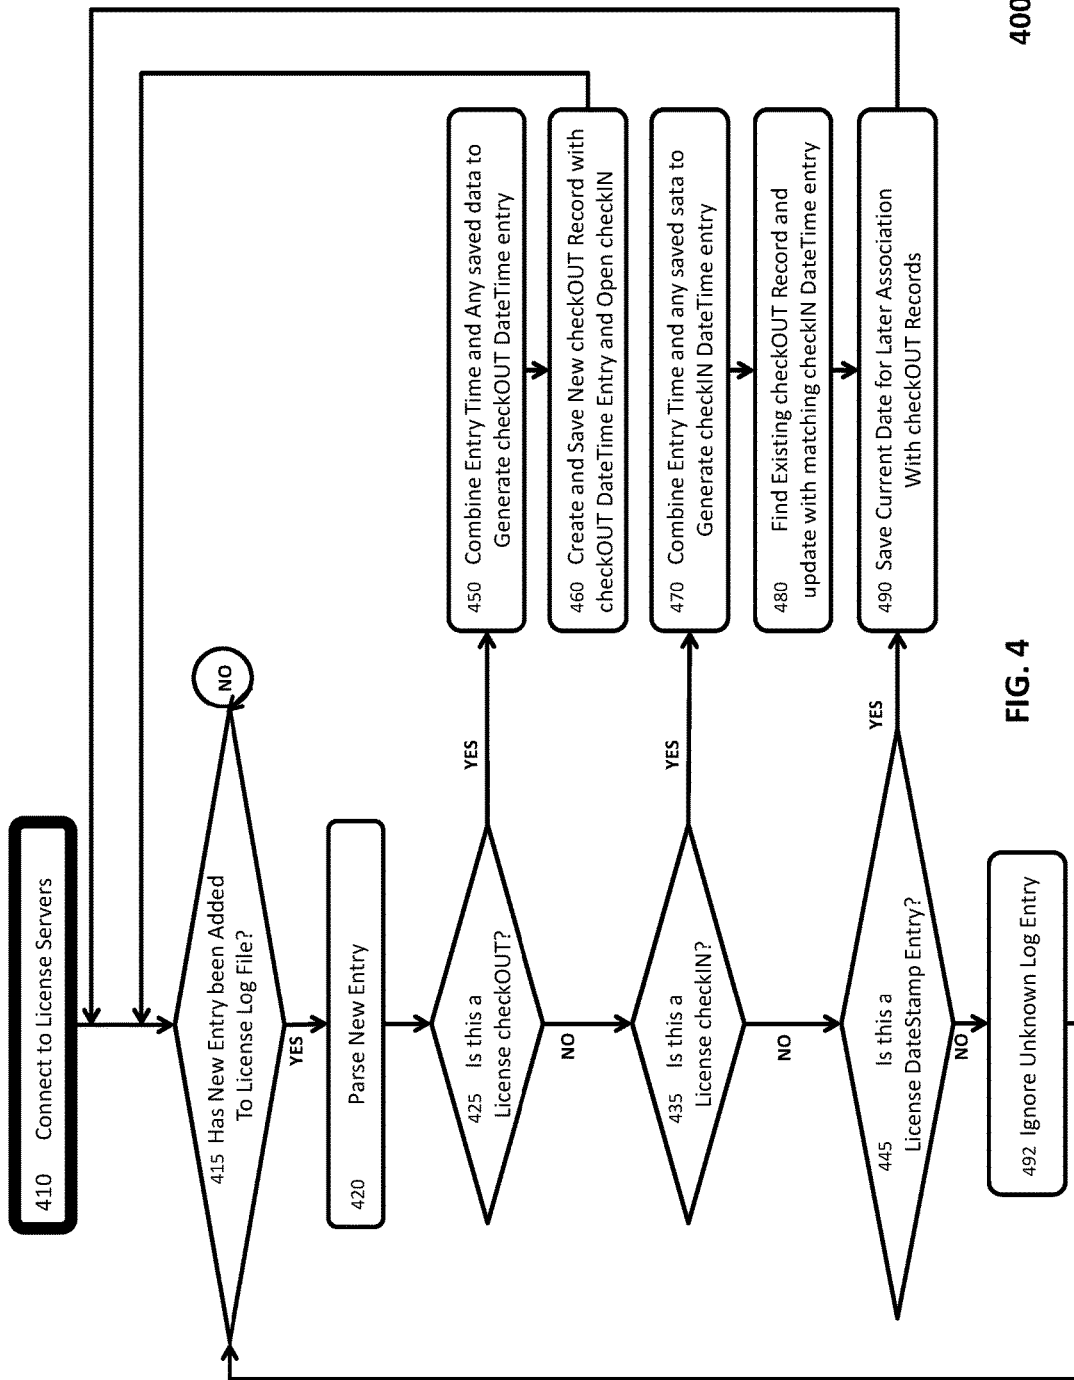 410 Connect to License Servers
415 Has New Entry been Added
To License Log File?
NO
YES
420 Parse New Entry
425 Is this a
License checkOUT?
YES
NO
450 Combine Entry Time and Any saved data to
Generate checkOUT DateTime entry
460 Create and Save New checkOUT Record with
checkOUT DateTime Entry and Open checkIN
435 Is this a
License checkIN?
YES
NO
470 Combine Entry Time and any saved sata to
Generate checkIN DateTime entry
480 Find Existing checkOUT Record and
update with matching checkIN DateTime entry
445 Is this a
License DateStamp Entry?
YES
NO
490 Save Current Date for Later Association
With checkOUT Records
492 Ignore Unknown Log Entry
FIG. 4
400